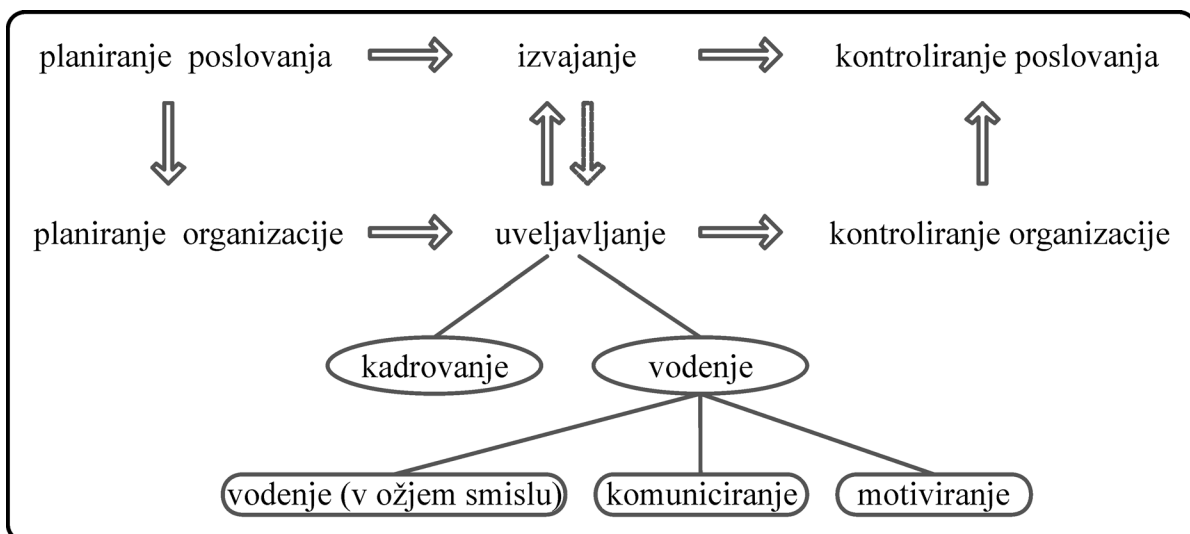 planiranje poslovanja
izvajanje
kontroliranje poslovanja
planiranje organizacije
uveljavljanje
kontroliranje organizacije
kadrovanje
vodenje
vodenje (v ožjem smislu)
komuniciranje
motiviranje